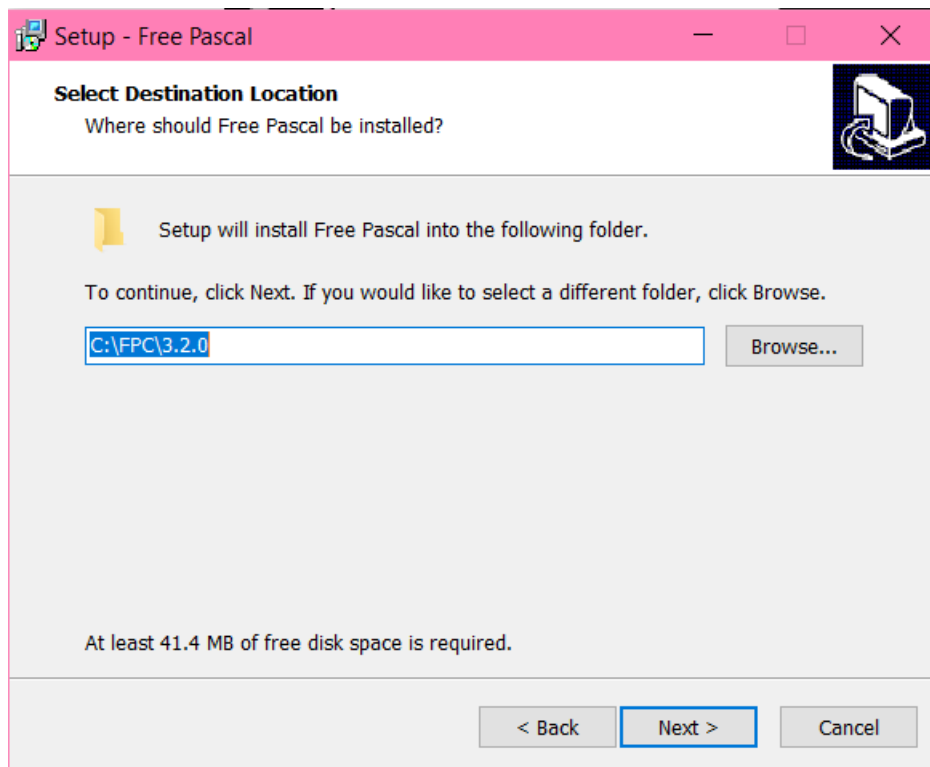 Setup - Free Pascal
Select Destination Location
Where should Free Pascal be installed?
Setup will install Free Pascal into the following folder.
To continue, click Next. If you would like to select a different folder, click Browse.
C:\FPC\3.2.0
Browse...
At least 41.4 MB of free disk space is required.
< Back
Next >
Cancel